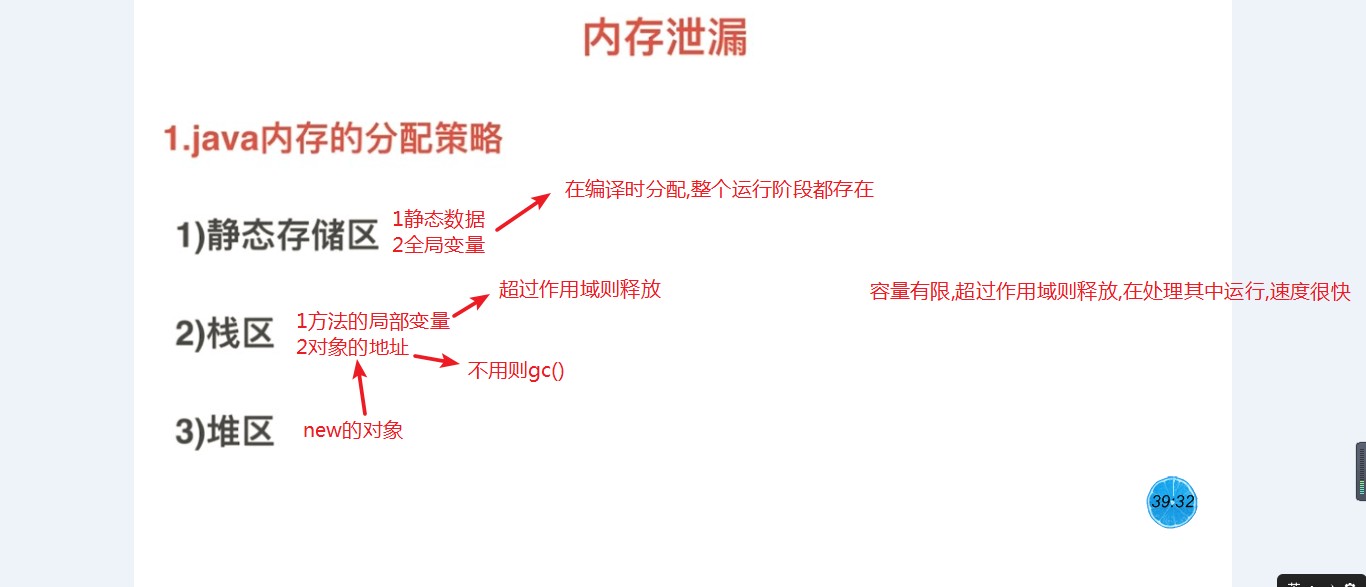 内存泄漏
1.java内存的分配策略
在编译时分配,整个运行阶段都存在
1)静态存储区
1静态数据
2全局变量
超过作用域则释放
容量有限,超过作用域则释放,在处理其中运行,速度很快
2)栈区
1方法的局部变量
2对象的地址
不用则gc()
3)堆区
new的对象
39:32